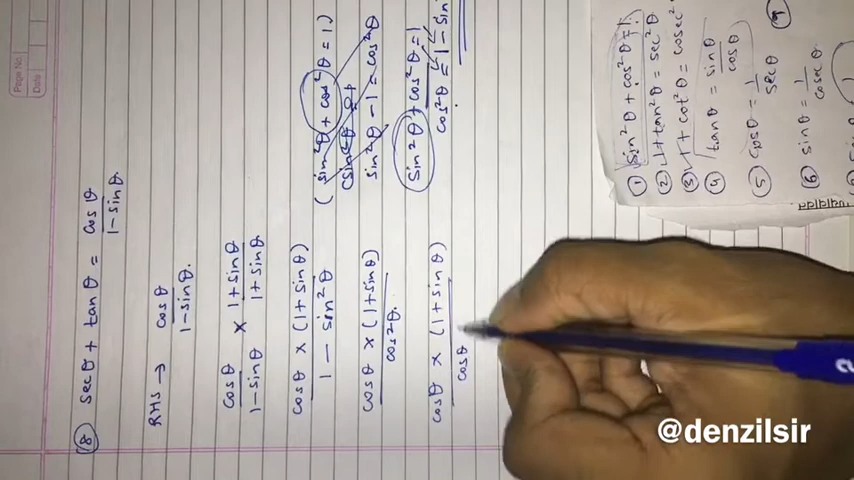 Page No
Date
⑧ secθ + tanθ = cosθ / 1-sinθ
RHS → cosθ / 1-sinθ.
cosθ / 1-sinθ × 1+sinθ / 1+sinθ
cosθ × (1+sinθ) / 1 - sin²θ
(sin²θ + cos²θ = 1)
cosθ × (1+sinθ) / cos²θ.
sin²θ - 1 = cos²θ
cosθ × (1+sinθ) / cosθ
sin²θ + cos²θ = 1
cos²θ = 1 - sin
① sin²θ + cos²θ = 1.
② 1 + tan²θ = sec²θ
③ 1 + cot²θ = cosec²
④ tanθ = sinθ / cosθ
⑤ cosθ = 1 / secθ
⑥ sinθ = 1 / cosecθ.
@denzilsir